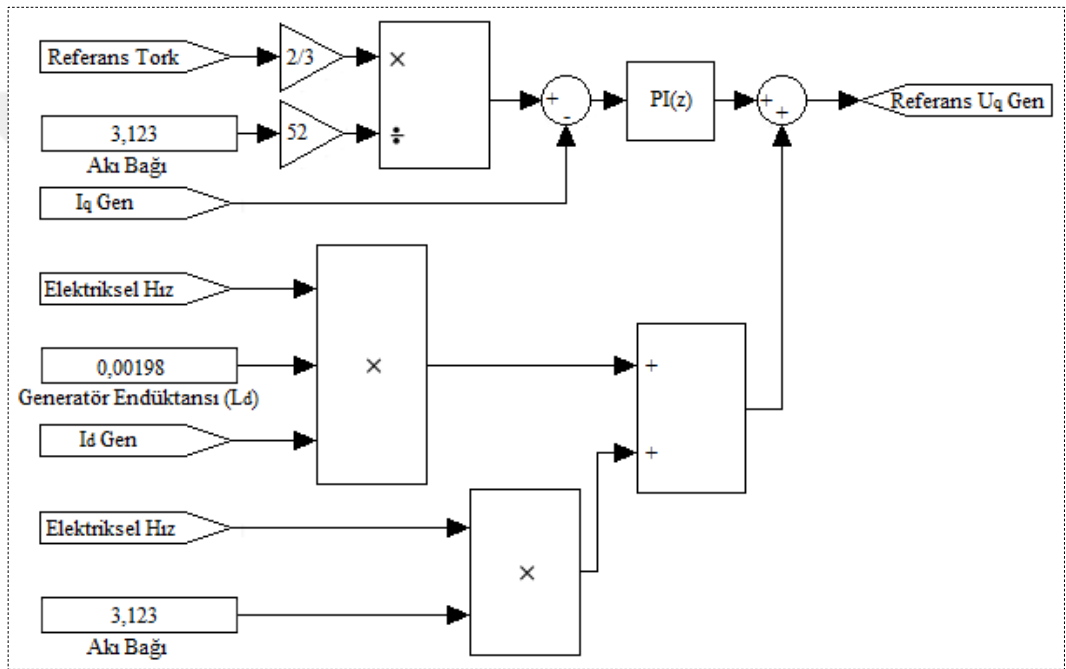 Referans Tork
2/3
×
3,123
52
÷
Akı Bağı
Iq Gen
+
-
PI(z)
+
+
Referans Uq Gen
Elektriksel Hız
0,00198
×
Generatör Endüktansı (Ld)
Id Gen
+
+
Elektriksel Hız
×
3,123
Akı Bağı